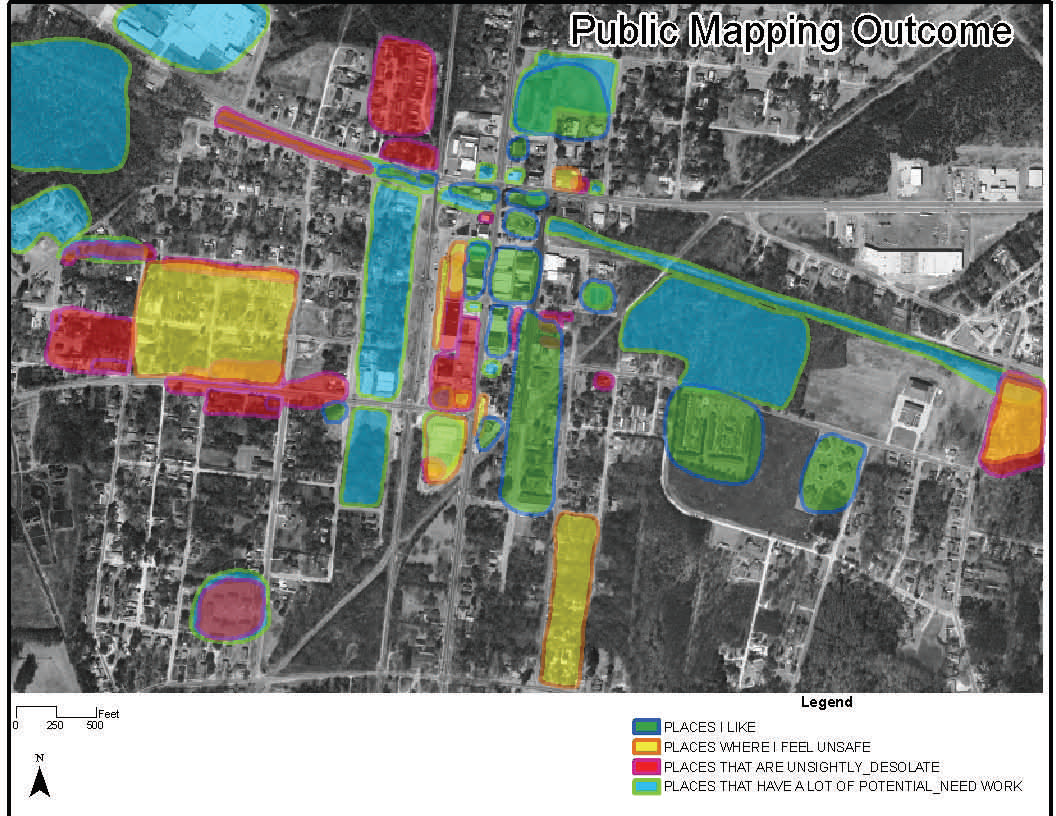 Public Mapping Outcome
Legend
Feet
0 250 500
PLACES I LIKE
PLACES WHERE I FEEL UNSAFE
PLACES THAT ARE UNSIGHTLY_DESOLATE
PLACES THAT HAVE A LOT OF POTENTIAL_NEED WORK
N